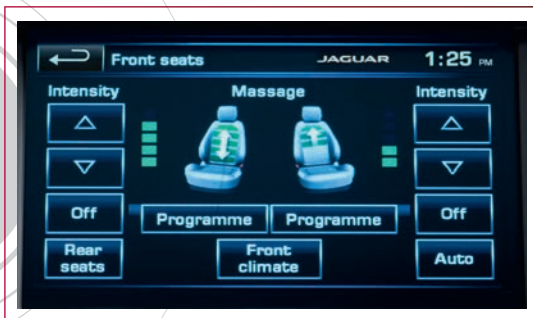 Front seats JAGUAR 1:25 PM
Intensity Massage Intensity
Off Programme Programme Off
Rear seats Front climate Auto